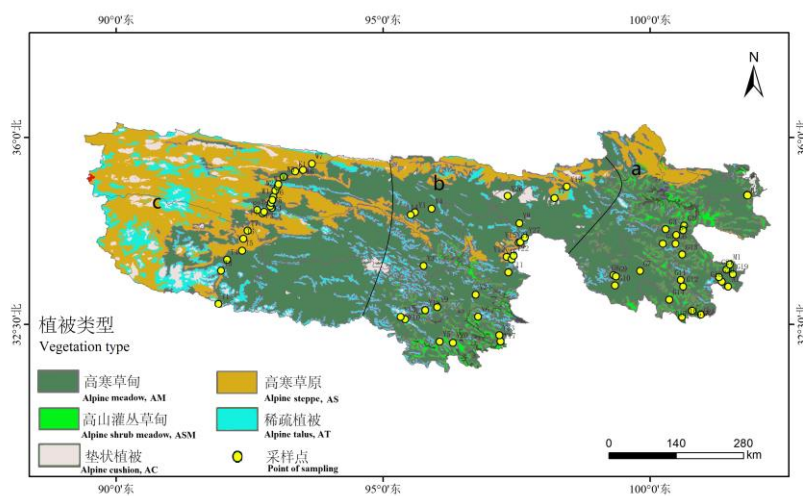 90°0'东
95°0'东
100°0'东
N
36°0'北
36°0'北
a
b
c
32°30'北
32°30'北
植被类型
Vegetation type
高寒草甸
Alpine meadow, AM
高寒草原
Alpine steppe, AS
高山灌丛草甸
Alpine shrub meadow, ASM
稀疏植被
Alpine talus, AT
垫状植被
Alpine cushion, AC
采样点
Point of sampling
0 140 280
km
90°0'东
95°0'东
100°0'东